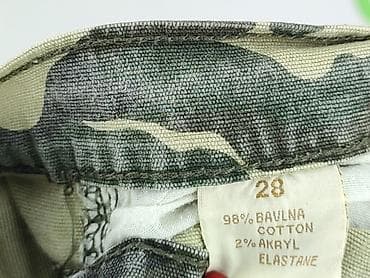 28
98% BAVLNA
COTTON
2% AKRYL
ELASTANE